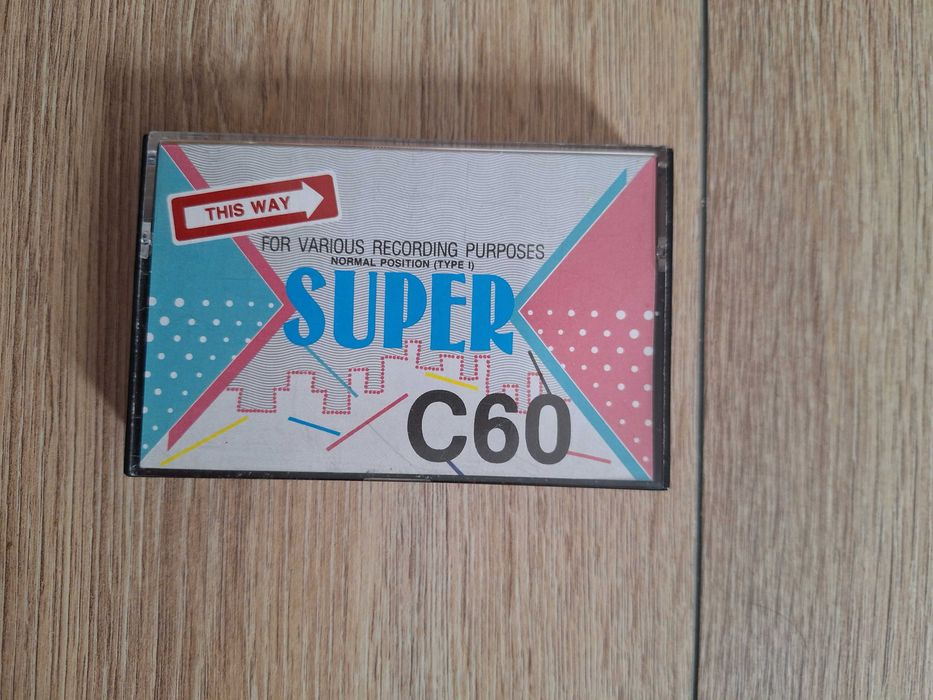 THIS WAY
FOR VARIOUS RECORDING PURPOSES
NORMAL POSITION (TYPE I)
SUPER
C60